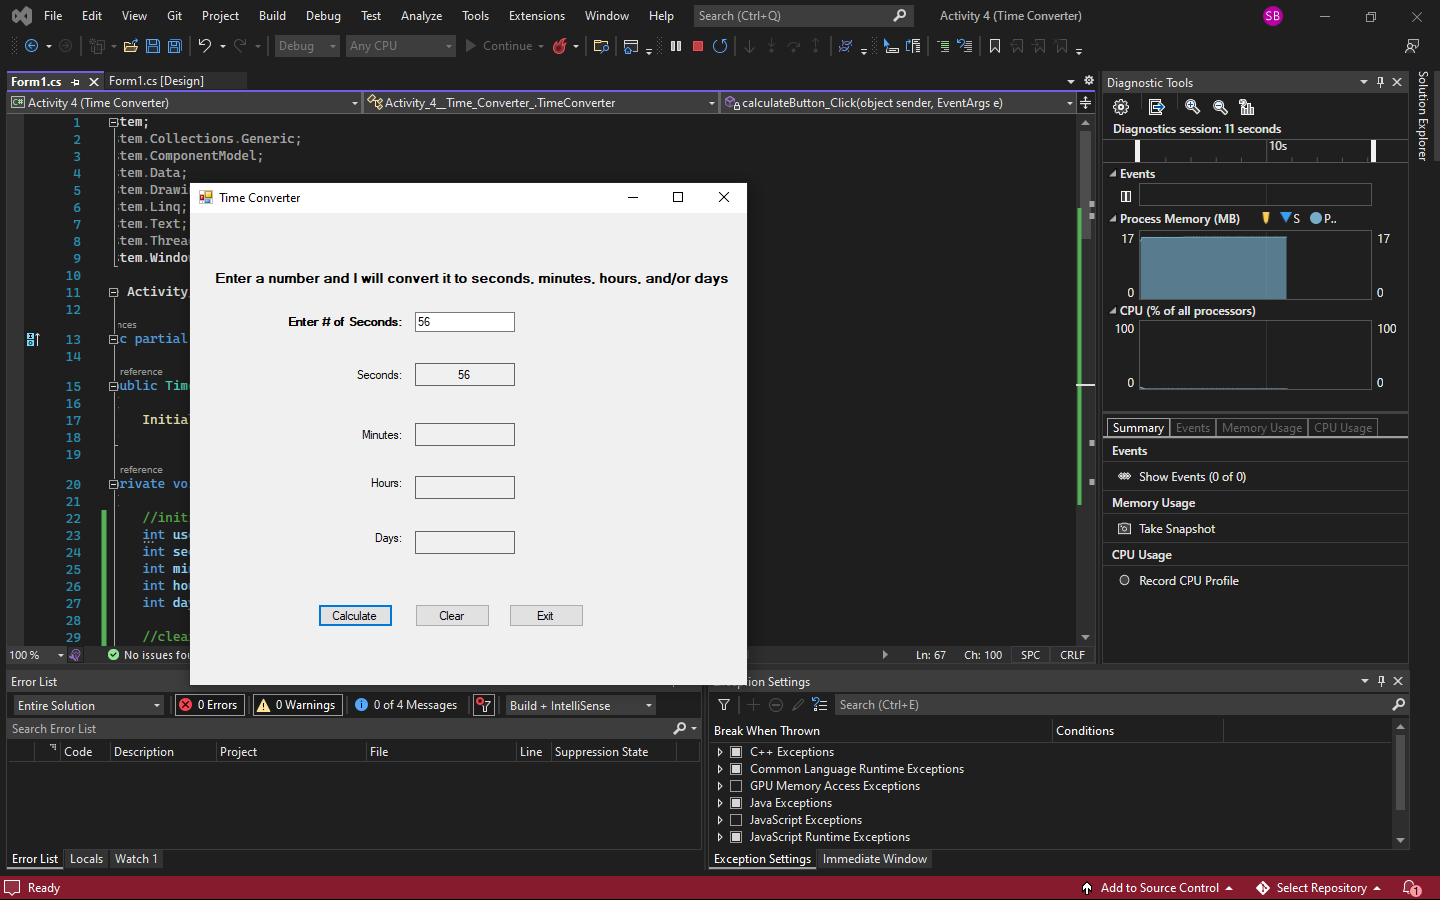 File Edit View Git Project Build Debug Test Analyze Tools Extensions Window Help Search (Ctrl+Q) Activity 4 (Time Converter) SB
Debug Any CPU Continue
Form1.cs Form1.cs [Design]
Activity 4 (Time Converter) Activity_4__Time_Converter_.TimeConverter calculateButton_Click(object sender, EventArgs e)
1 tem;
2 tem.Collections.Generic;
3 tem.ComponentModel;
4 tem.Data;
5 tem.Drawi
6 tem.Linq;
7 tem.Text;
8 tem.Threa
9 tem.Window
10
11 Activity
12
nces
13 c partial
14
reference
15 ublic Tim
16
17 Initial
18
19
reference
20 rivate vo
21
22 //init
23 int use
24 int se
25 int mi
26 int ho
27 int da
28
29 //clea
100 % No issues fou Ln: 67 Ch: 100 SPC CRLF
Time Converter
Enter a number and I will convert it to seconds, minutes, hours, and/or days
Enter # of Seconds: 56
Seconds: 56
Minutes:
Hours:
Days:
Calculate Clear Exit
Diagnostic Tools
Diagnostics session: 11 seconds
10s
Events
Process Memory (MB) S P..
17 17
0 0
CPU (% of all processors)
100 100
0 0
Summary Events Memory Usage CPU Usage
Events
Show Events (0 of 0)
Memory Usage
Take Snapshot
CPU Usage
Record CPU Profile
Solution Explorer
Error List
Entire Solution 0 Errors 0 Warnings 0 of 4 Messages Build + IntelliSense
Search Error List
Code Description Project File Line Suppression State
Error List Locals Watch 1
Exception Settings
Search (Ctrl+E)
Break When Thrown Conditions
C++ Exceptions
Common Language Runtime Exceptions
GPU Memory Access Exceptions
Java Exceptions
JavaScript Exceptions
JavaScript Runtime Exceptions
Exception Settings Immediate Window
Ready Add to Source Control Select Repository 1